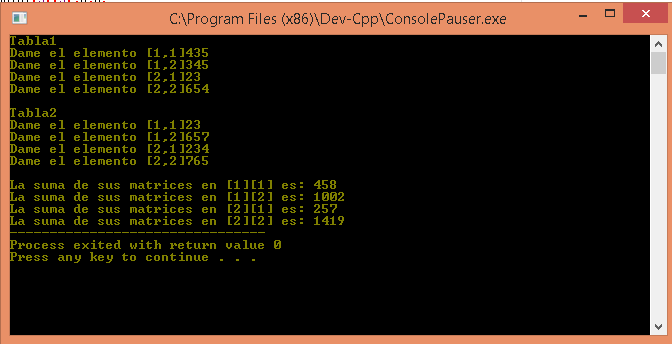 C:\Program Files (x86)\Dev-Cpp\ConsolePauser.exe
Tabla1
Dame el elemento [1,1]435
Dame el elemento [1,2]345
Dame el elemento [2,1]23
Dame el elemento [2,2]654
Tabla2
Dame el elemento [1,1]23
Dame el elemento [1,2]657
Dame el elemento [2,1]234
Dame el elemento [2,2]765
La suma de sus matrices en [1][1] es: 458
La suma de sus matrices en [1][2] es: 1002
La suma de sus matrices en [2][1] es: 257
La suma de sus matrices en [2][2] es: 1419
--------------------------------
Process exited with return value 0
Press any key to continue . . .